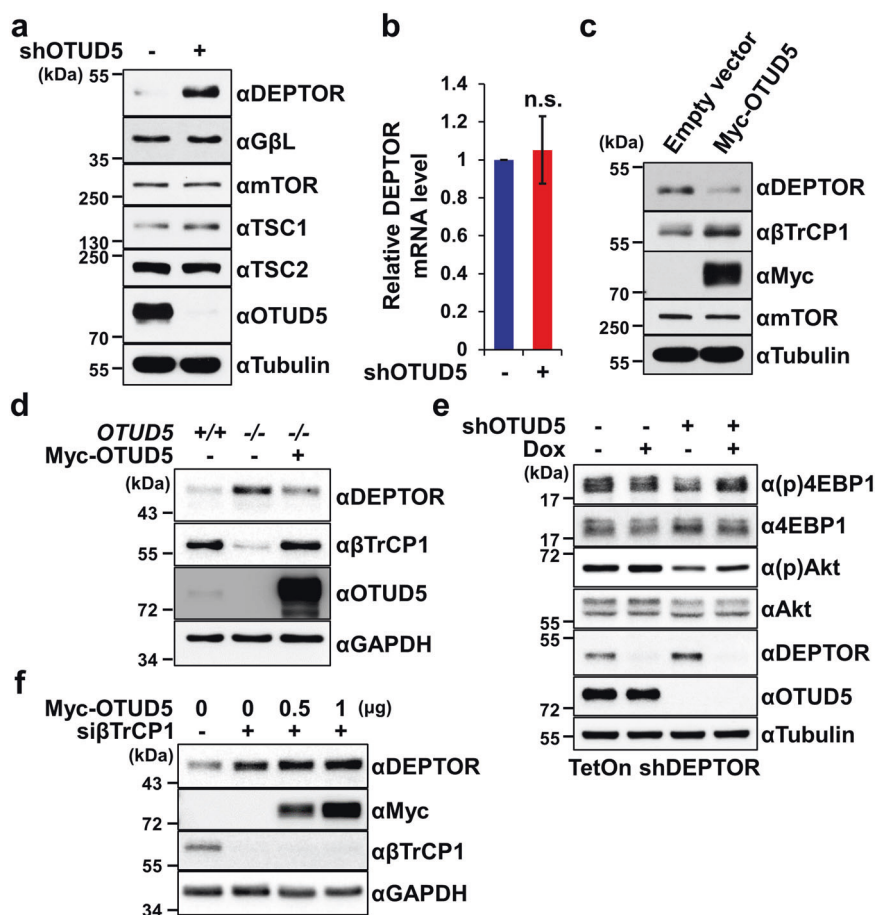 a
shOTUD5 - +
(kDa) 55
αDEPTOR
αGβL
35
αmTOR
250
αTSC1
130
250
αTSC2
αOTUD5
70
αTubulin
55
b
Relative DEPTOR
mRNA level
1.4
1.2
1
0.8
0.6
0.4
0.2
0
n.s.
shOTUD5 - +
c
Empty vector
Myc-OTUD5
(kDa)
55
αDEPTOR
αβTrCP1
55
αMyc
70
αmTOR
250
αTubulin
55
d
OTUD5 +/+ -/- -/-
Myc-OTUD5 - - +
(kDa)
αDEPTOR
43
αβTrCP1
55
αOTUD5
72
αGAPDH
34
e
shOTUD5 - - + +
Dox - + - +
(kDa)
α(p)4EBP1
17
α4EBP1
17
72
α(p)Akt
αAkt
55
55
αDEPTOR
αOTUD5
72
αTubulin
55
TetOn shDEPTOR
f
Myc-OTUD5 0 0 0.5 1 (µg)
siβTrCP1 - + + +
(kDa)
αDEPTOR
43
αMyc
72
αβTrCP1
55
αGAPDH
34